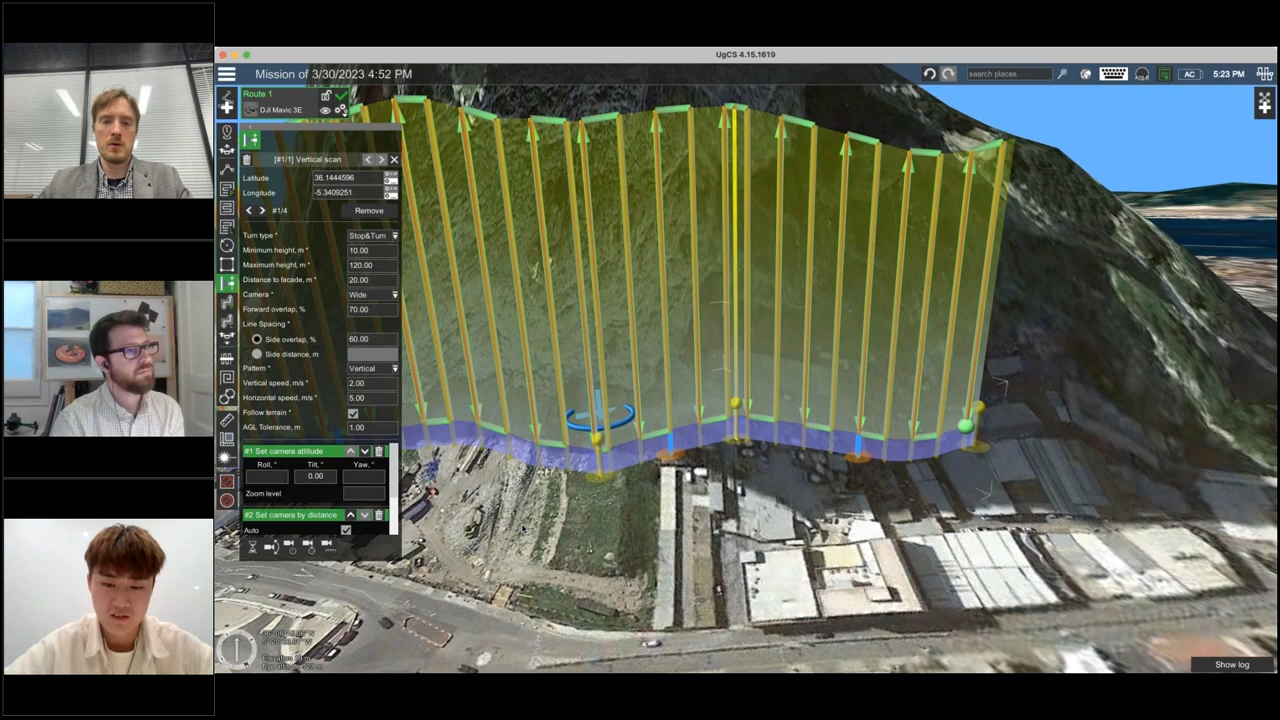 UgCS 4.15.1619
Mission of 3/30/2023 4:52 PM
search places
AC
5:23 PM
Route 1
DJI Mavic 3E
[#1/1] Vertical scan
Latitude 36.1444596
Longitude -5.3409251
#1/4 Remove
Turn type * Stop&Turn
Minimum height, m * 10.00
Maximum height, m * 120.00
Distance to facade, m * 20.00
Camera * Wide
Forward overlap, % 70.00
Line Spacing *
Side overlap, % 60.00
Side distance, m
Pattern * Vertical
Vertical speed, m/s * 2.00
Horizontal speed, m/s * 5.00
Follow terrain *
AGL Tolerance, m 1.00
#1 Set camera attitude
Roll, ° Tilt, ° Yaw, °
0.00
Zoom level
#2 Set camera by distance
Auto
Show log